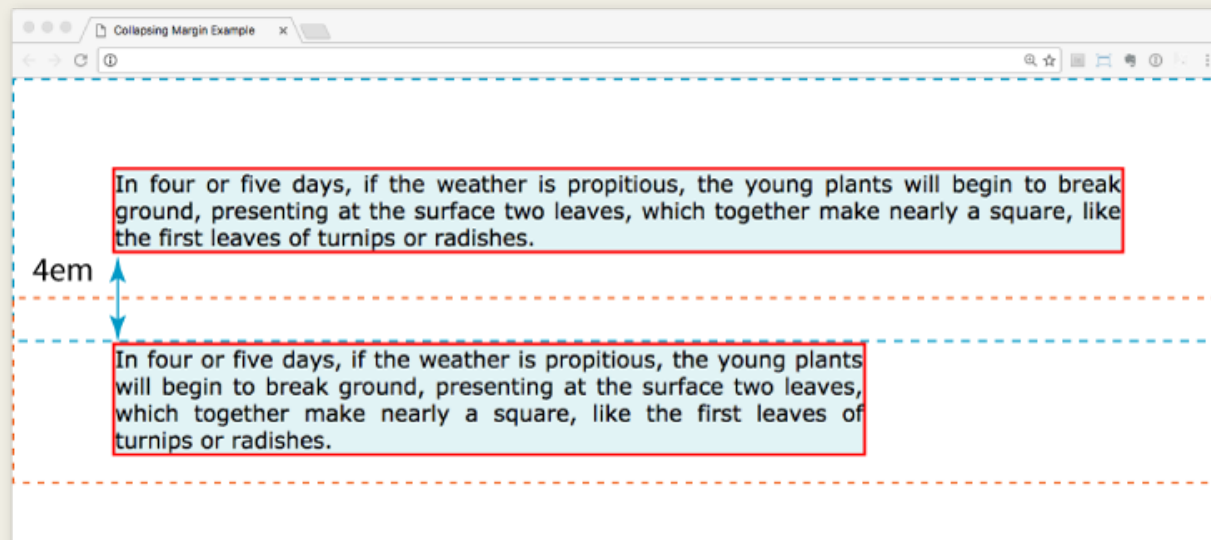 Collapsing Margin Example
In four or five days, if the weather is propitious, the young plants will begin to break
ground, presenting at the surface two leaves, which together make nearly a square, like
the first leaves of turnips or radishes.
4em
In four or five days, if the weather is propitious, the young plants
will begin to break ground, presenting at the surface two leaves,
which together make nearly a square, like the first leaves of
turnips or radishes.